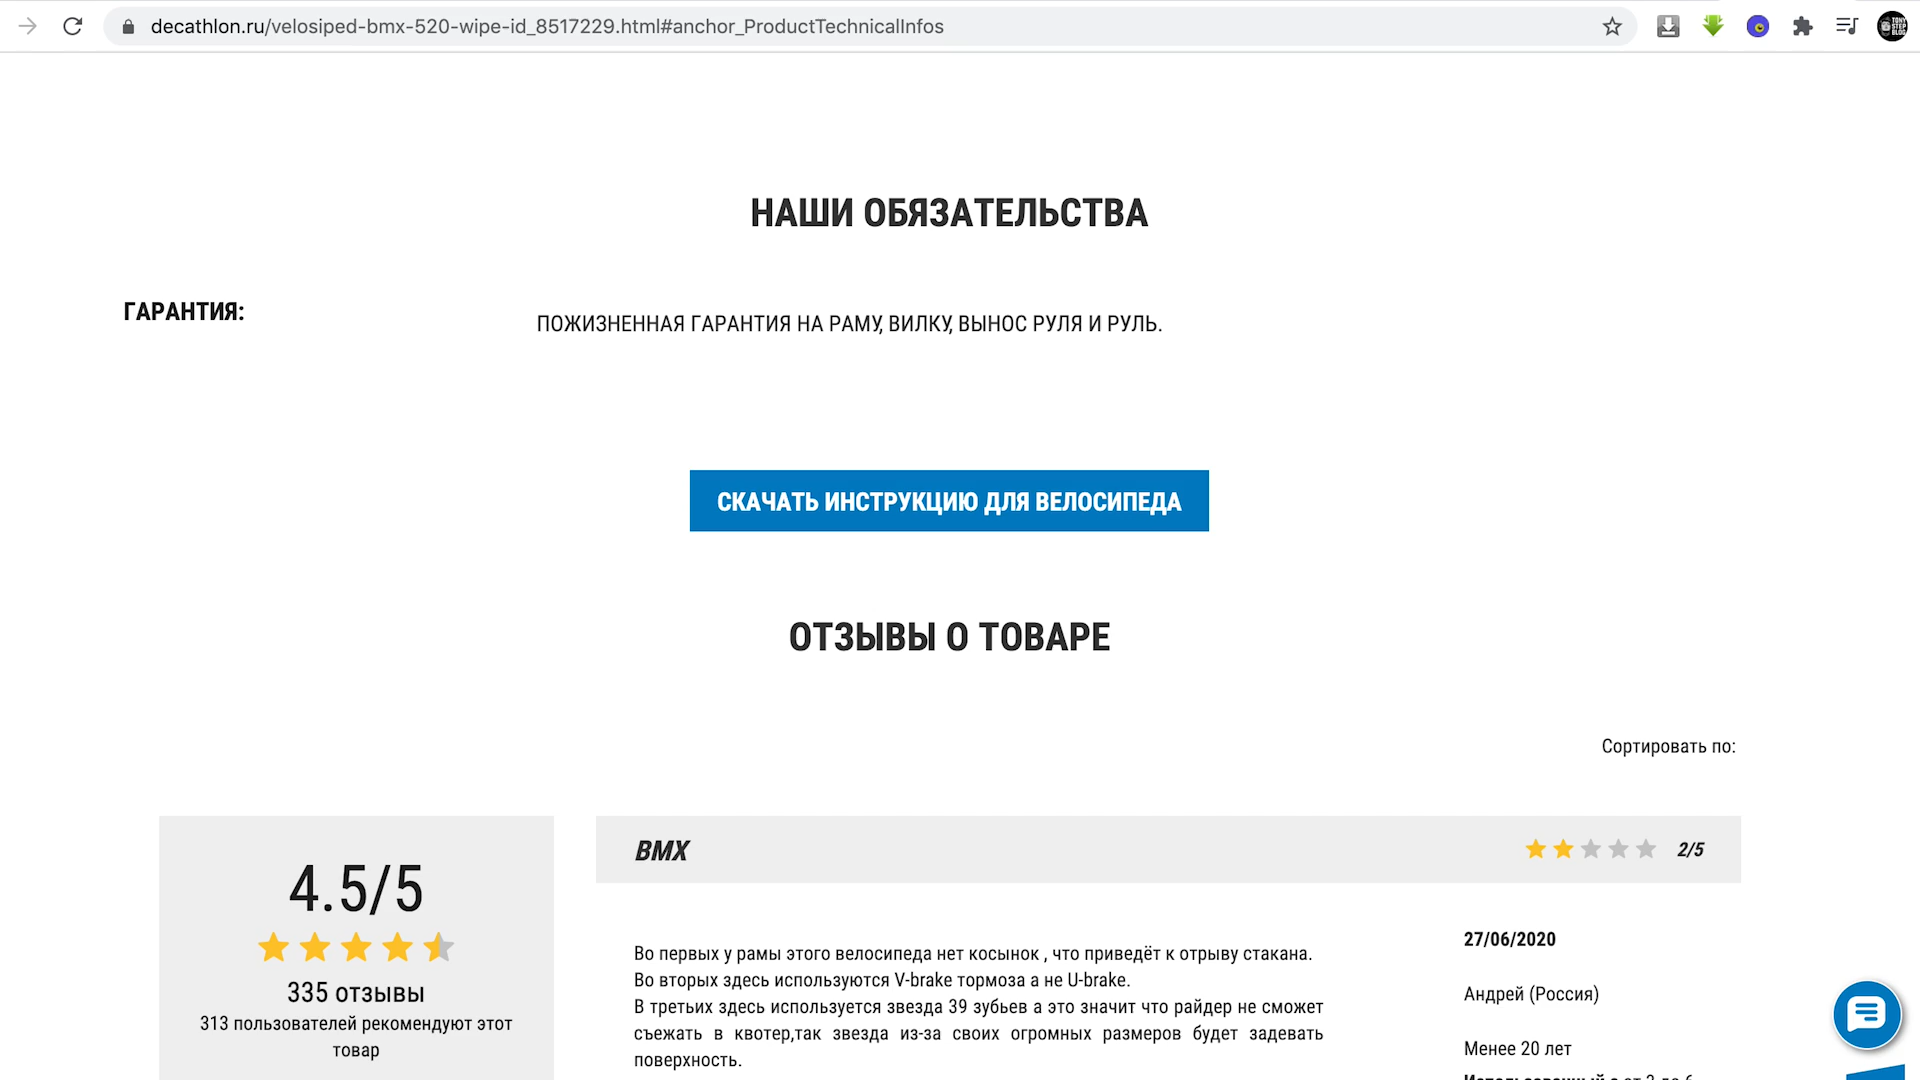 decathlon.ru/velosiped-bmx-520-wipe-id_8517229.html#anchor_ProductTechnicalInfos
НАШИ ОБЯЗАТЕЛЬСТВА
ГАРАНТИЯ:
ПОЖИЗНЕННАЯ ГАРАНТИЯ НА РАМУ, ВИЛКУ, ВЫНОС РУЛЯ И РУЛЬ.
СКАЧАТЬ ИНСТРУКЦИЮ ДЛЯ ВЕЛОСИПЕДА
ОТЗЫВЫ О ТОВАРЕ
Сортировать по:
4.5/5
335 отзывы
313 пользователей рекомендуют этот
товар
BMX
2/5
Во первых у рамы этого велосипеда нет косынок , что приведёт к отрыву стакана.
Во вторых здесь используются V-brake тормоза а не U-brake.
В третьих здесь используется звезда 39 зубьев а это значит что райдер не сможет
съежать в квотер,так звезда из-за своих огромных размеров будет задевать
поверхность.
27/06/2020
Андрей (Россия)
Менее 20 лет